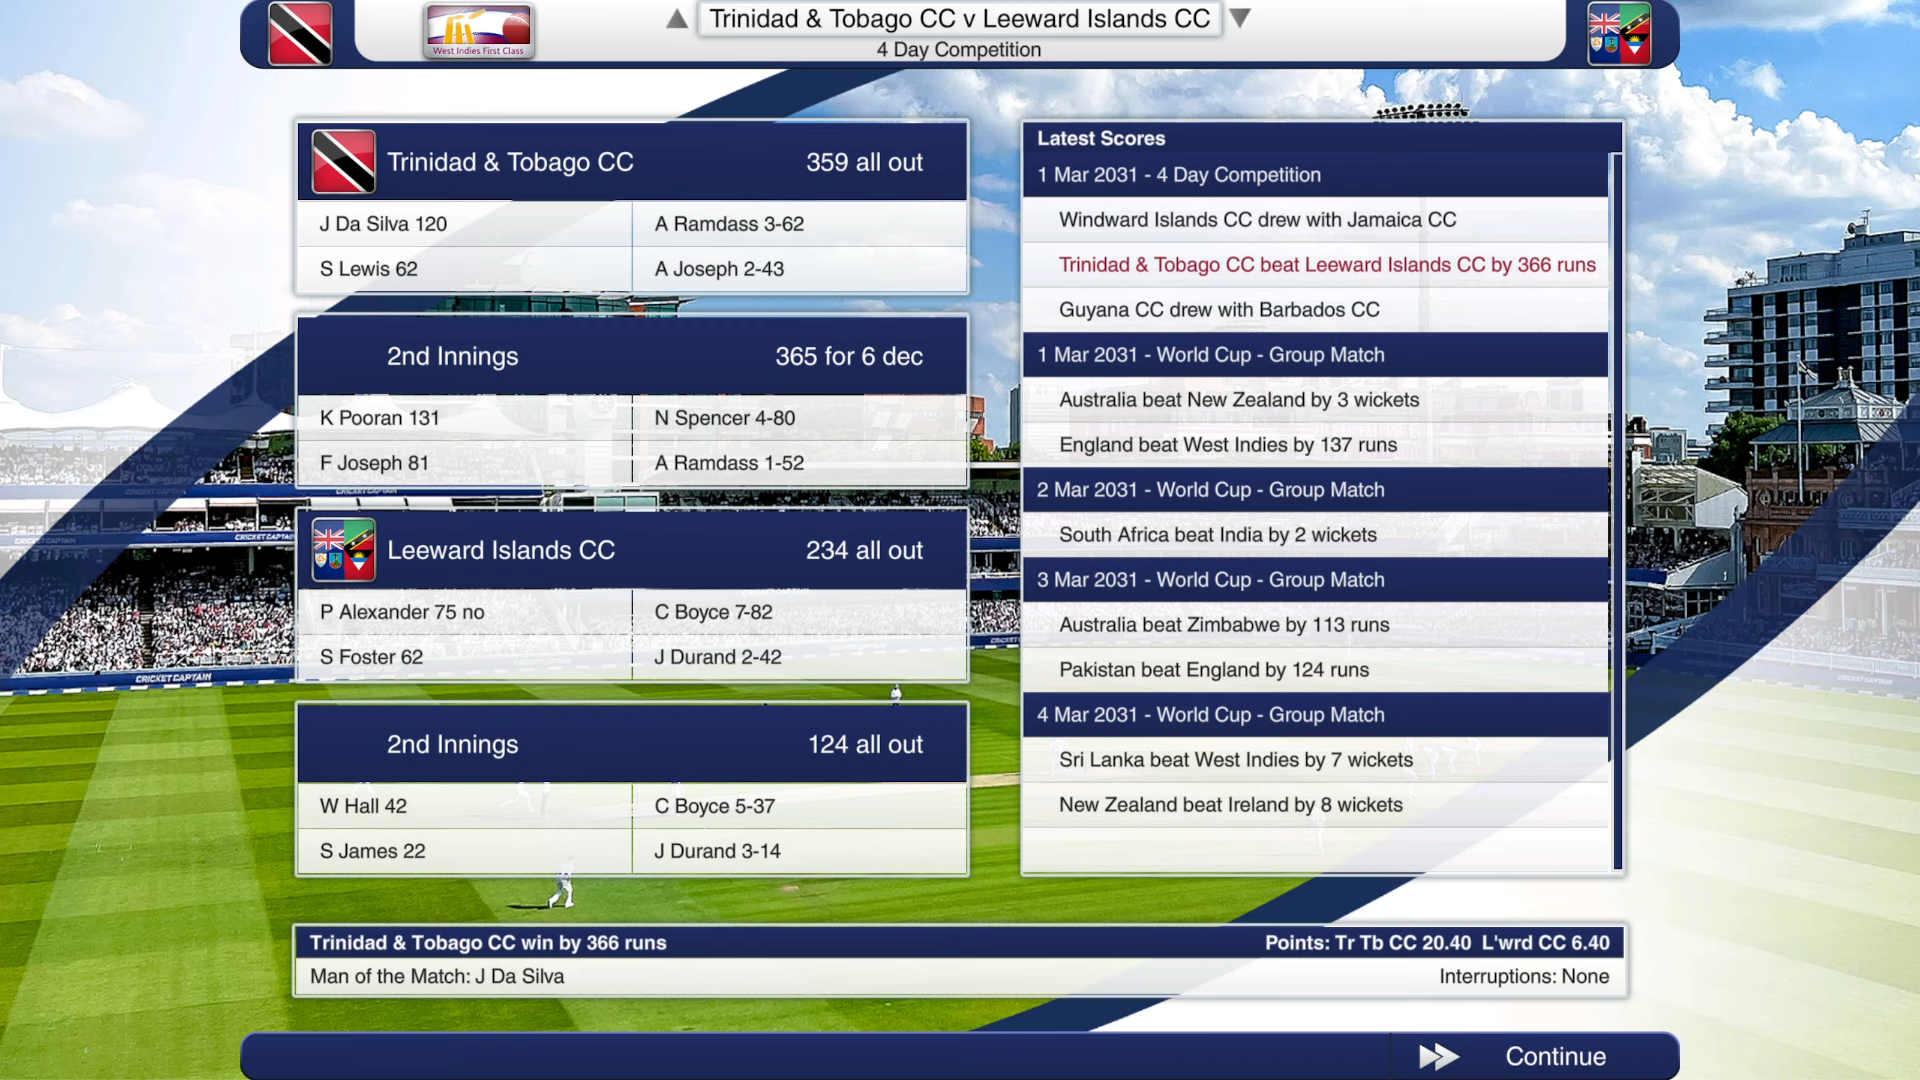 Trinidad & Tobago CC v Leeward Islands CC
4 Day Competition
West Indies First Class
Trinidad & Tobago CC 359 all out
J Da Silva 120 A Ramdass 3-62
S Lewis 62 A Joseph 2-43
2nd Innings 365 for 6 dec
K Pooran 131 N Spencer 4-80
F Joseph 81 A Ramdass 1-52
Leeward Islands CC 234 all out
P Alexander 75 no C Boyce 7-82
S Foster 62 J Durand 2-42
2nd Innings 124 all out
W Hall 42 C Boyce 5-37
S James 22 J Durand 3-14
Latest Scores
1 Mar 2031 - 4 Day Competition
Windward Islands CC drew with Jamaica CC
Trinidad & Tobago CC beat Leeward Islands CC by 366 runs
Guyana CC drew with Barbados CC
1 Mar 2031 - World Cup - Group Match
Australia beat New Zealand by 3 wickets
England beat West Indies by 137 runs
2 Mar 2031 - World Cup - Group Match
South Africa beat India by 2 wickets
3 Mar 2031 - World Cup - Group Match
Australia beat Zimbabwe by 113 runs
Pakistan beat England by 124 runs
4 Mar 2031 - World Cup - Group Match
Sri Lanka beat West Indies by 7 wickets
New Zealand beat Ireland by 8 wickets
CRICKET CAPTAIN
Trinidad & Tobago CC win by 366 runs Points: Tr Tb CC 20.40 L'wrd CC 6.40
Man of the Match: J Da Silva Interruptions: None
Continue